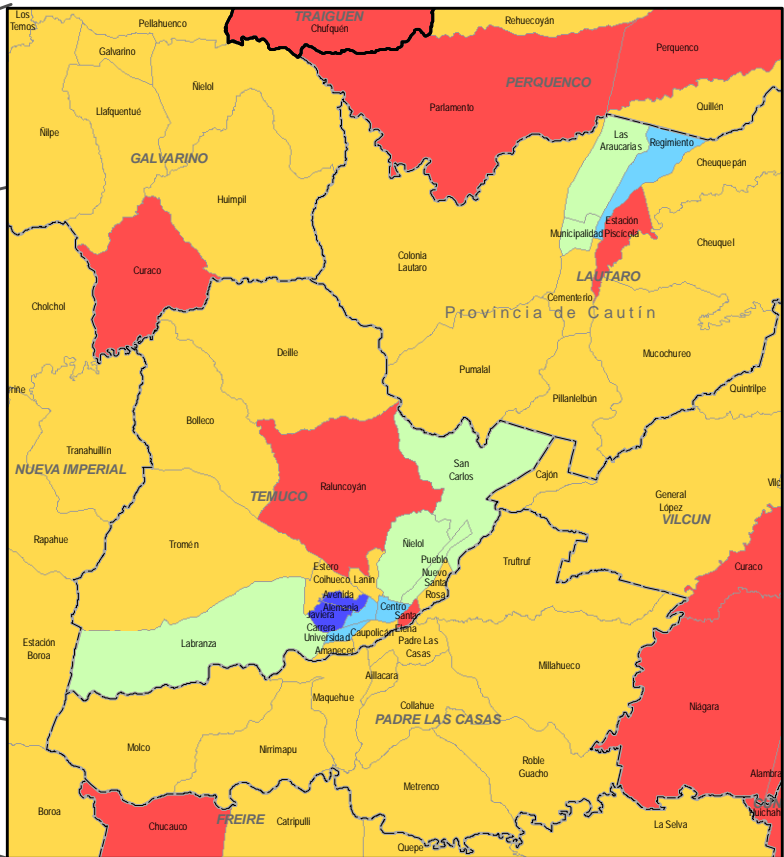 Los
Temos
Pellahuenco
TRAIGUEN
Chufquén
Rehuecoyán
Galvarino
Perquenco
Ñielol
PERQUENCO
Llafquentué
Parlamento
Quillén
Ñilpe
Las
Araucarias
Regimiento
GALVARINO
Cheuquepán
Huimpil
Estación
Municipalidad
Piscícola
Cheuquel
Colonia
Lautaro
Curaco
LAUTARO
Cementerio
Cholchol
Provincia de Cautín
Deille
Mucochureo
Pumalal
Quintrilpe
Pillanlelbún
Bolleco
Tranahuillín
NUEVA IMPERIAL
San
Carlos
Cajón
Raluncoyán
General
López
TEMUCO
VILCUN
Rapahue
Tromén
Ñielol
Pueblo
Nuevo
Truftruf
Curaco
Estero
Coihueco
Lanin
Santa
Rosa
Avenida
Alemania
Javiera
Carrera
Centro
Santa
Elena
Universidad
Caupolicán
Amanecer
Padre Las
Casas
Labranza
Estación
Boroa
Millahueco
Aillacara
Maquehue
Collahue
Niágara
PADRE LAS CASAS
Molco
Nirrimapu
Roble
Guacho
Metrenco
Alambra
Boroa
Chucauco
FREIRE
Catripulli
Quepe
La Selva